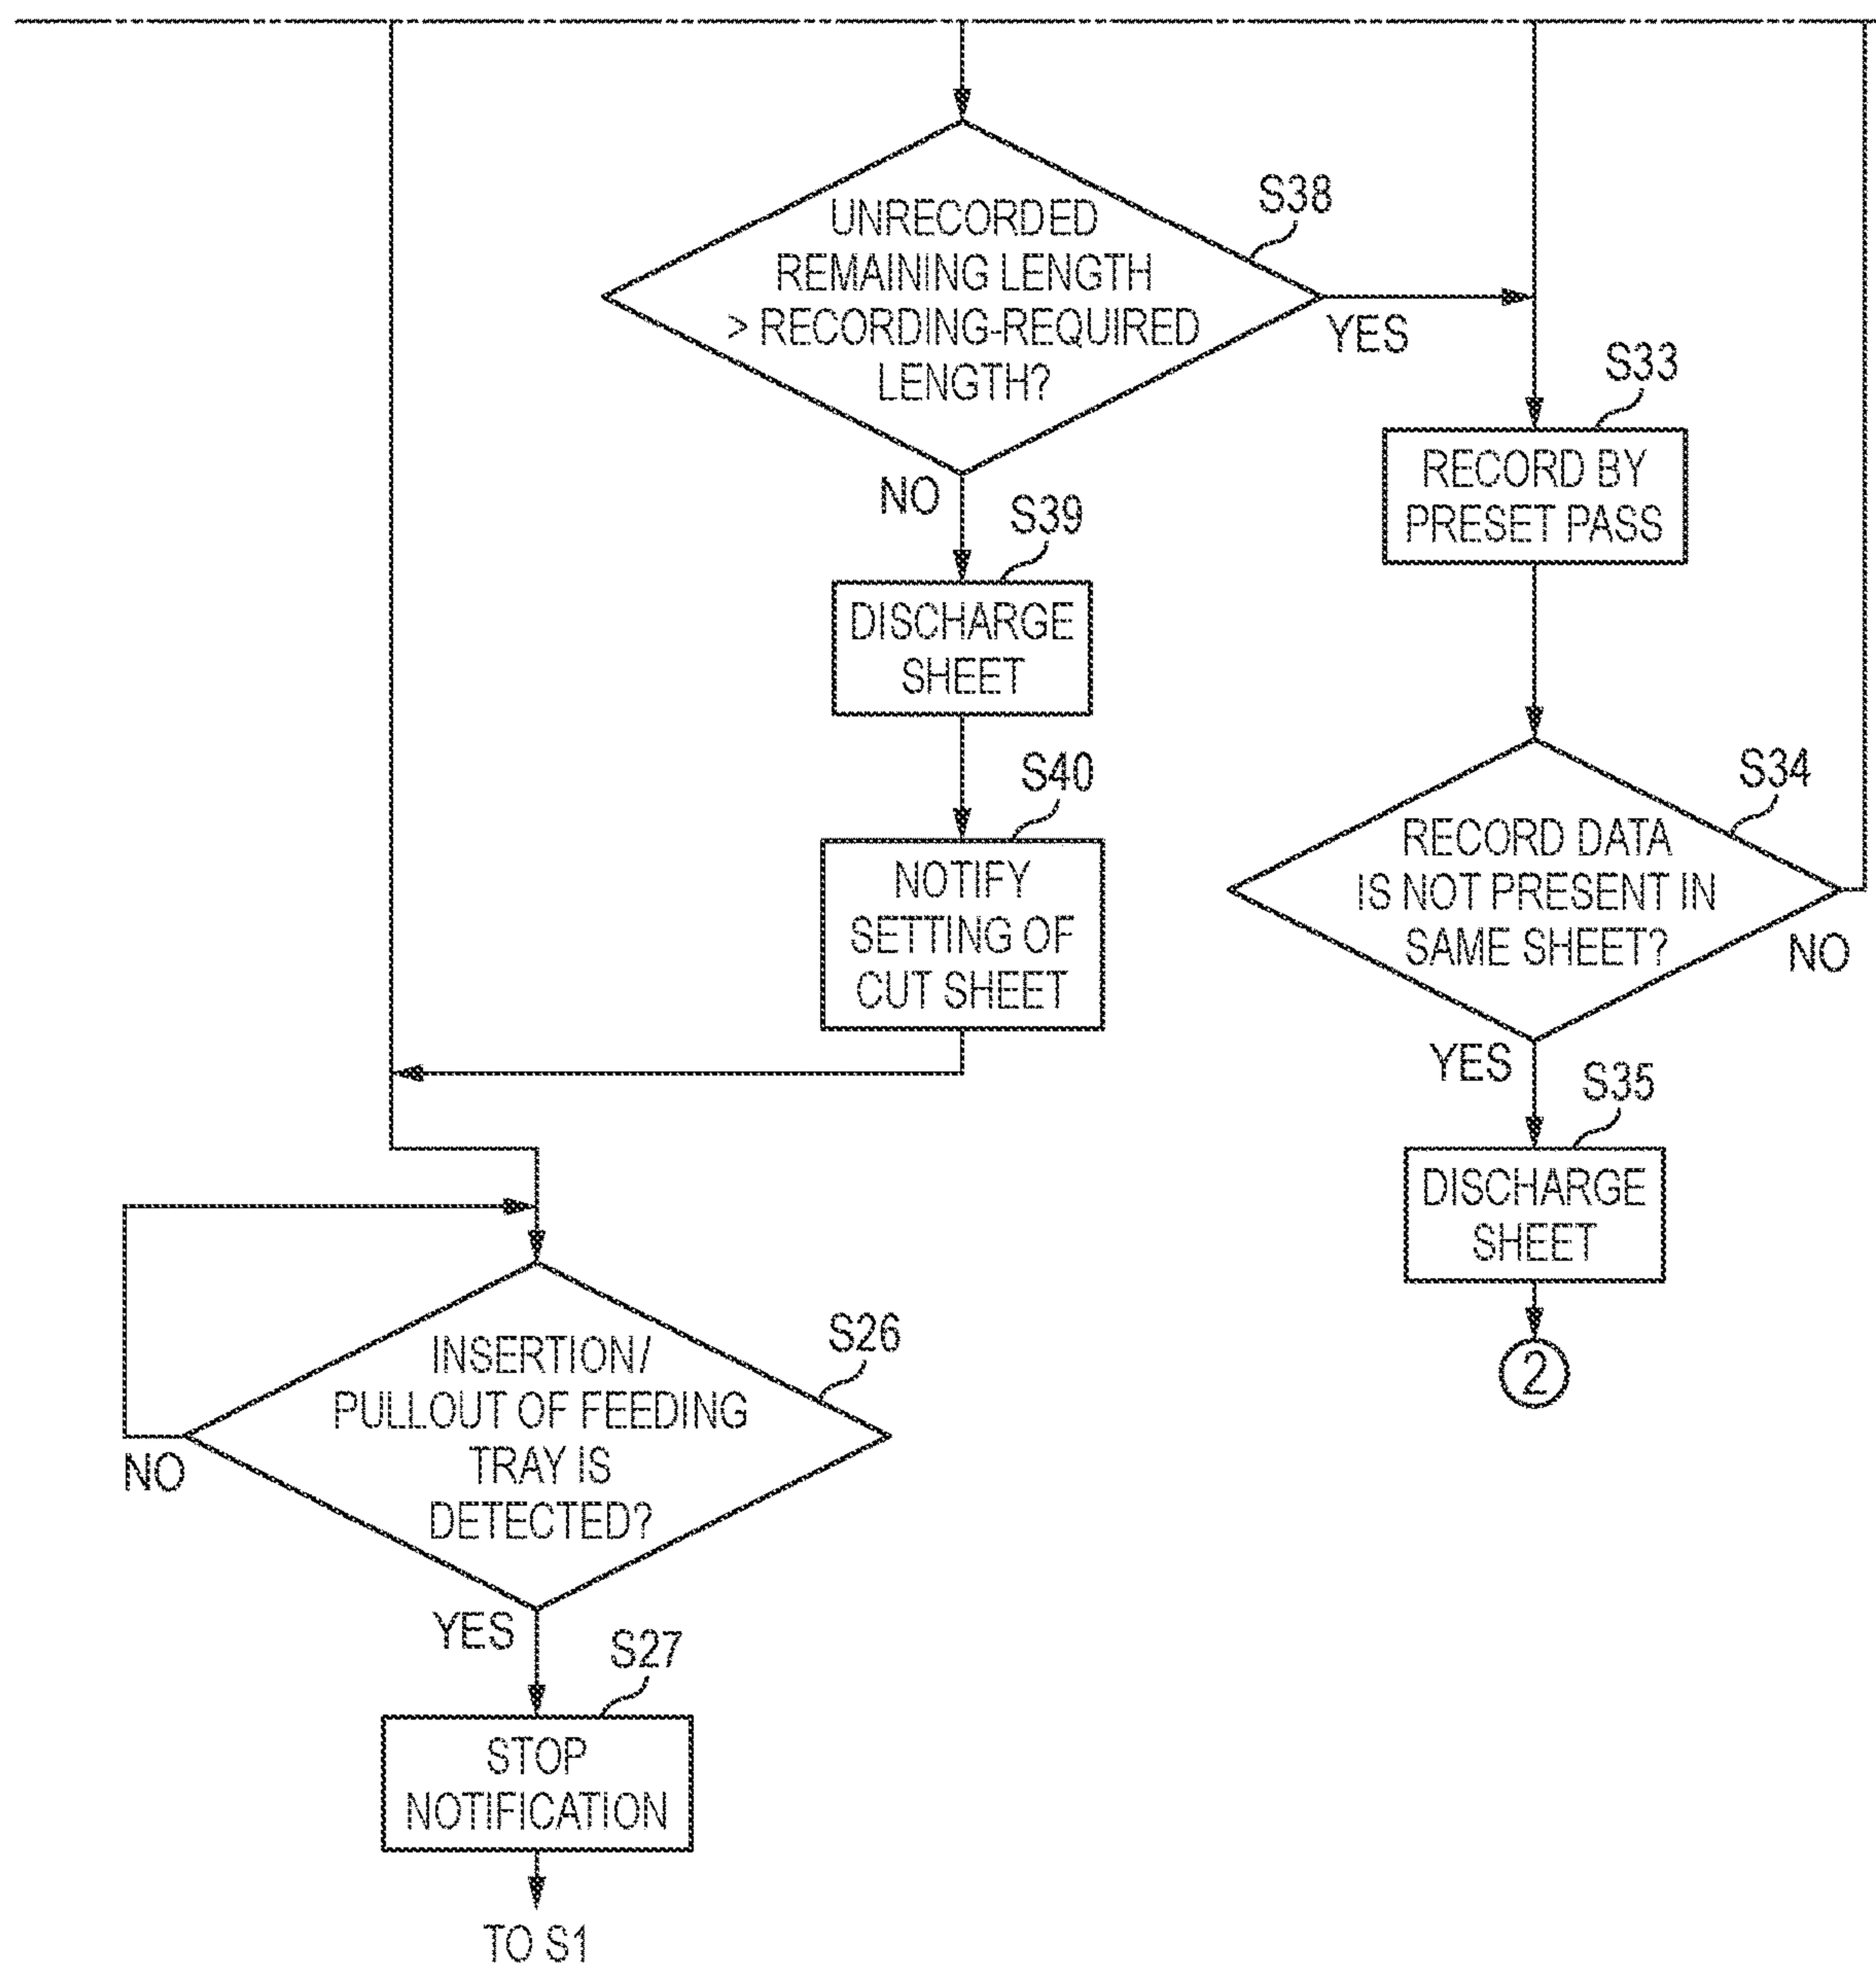 S38
UNRECORDED
REMAINING LENGTH
> RECORDING-REQUIRED
LENGTH?
YES
NO
S33
RECORD BY
PRESET PASS
S39
DISCHARGE
SHEET
S40
NOTIFY
SETTING OF
CUT SHEET
S34
RECORD DATA
IS NOT PRESENT IN
SAME SHEET?
NO
YES
S35
DISCHARGE
SHEET
2
S26
INSERTION/
PULLOUT OF FEEDING
TRAY IS
DETECTED?
NO
YES
S27
STOP
NOTIFICATION
TO S1